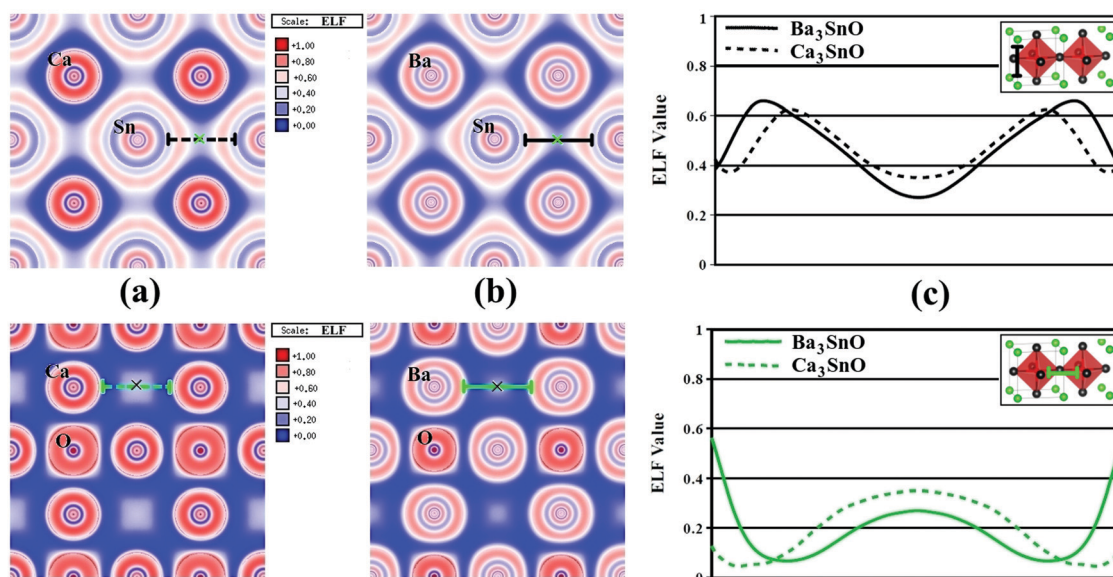 Scale: ELF
Ca
Sn
+1.00
+0.80
+0.60
+0.40
+0.20
+0.00
(a)
Scale: ELF
Ba
Sn
(b)
Ba3SnO
Ca3SnO
ELF Value
1
0.8
0.6
0.4
0.2
0
(c)
Ca
O
Scale: ELF
+1.00
+0.80
+0.60
+0.40
+0.20
+0.00
Ba
O
Ba3SnO
Ca3SnO
ELF Value
1
0.8
0.6
0.4
0.2
0